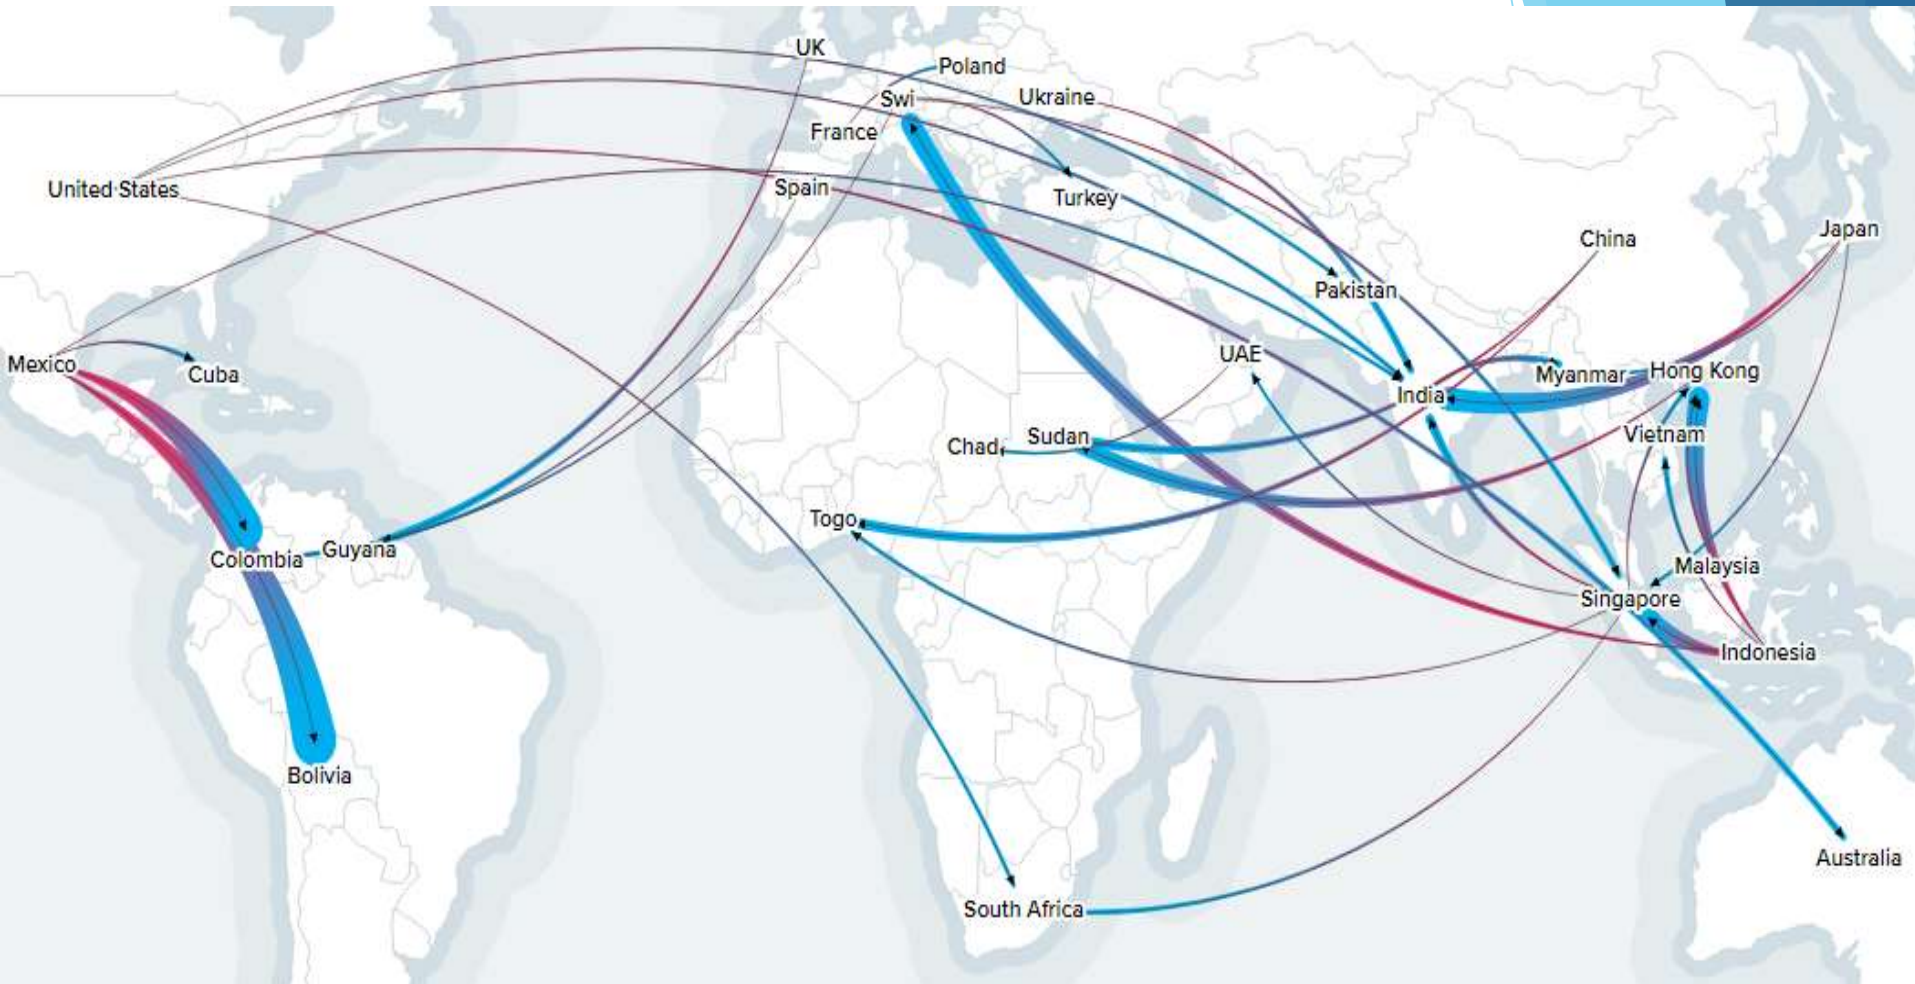 UK
Poland
Swi
Ukraine
France
United States
Spain
Turkey
China
Japan
Pakistan
Mexico
Cuba
UAE
India
Myanmar
Hong Kong
Chad
Sudan
Vietnam
Togo
Colombia
Guyana
Malaysia
Singapore
Indonesia
Bolivia
Australia
South Africa